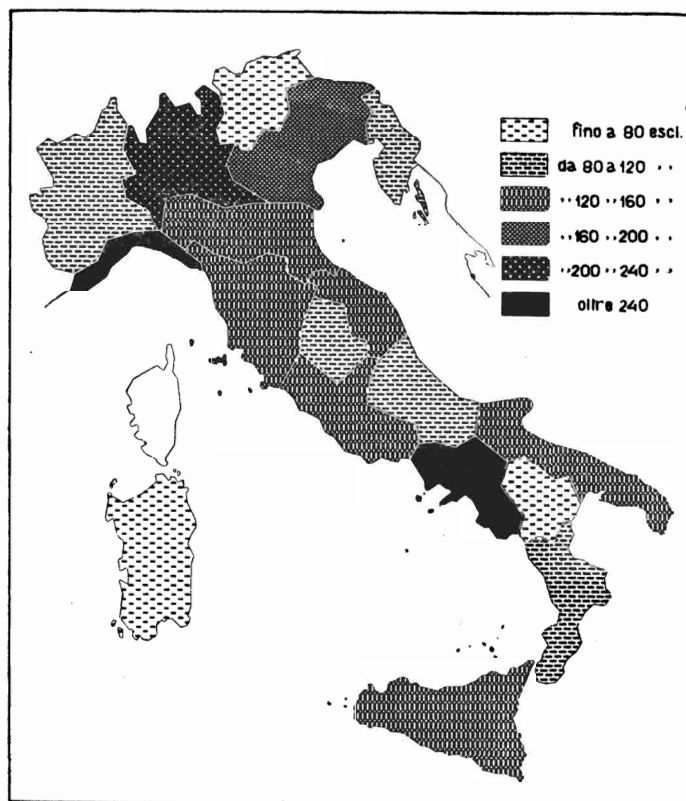 fino a 80 escl.
da 80 a 120 " "
" 120 " 160 " "
" 160 " 200 " "
" 200 " 240 " "
oltre 240